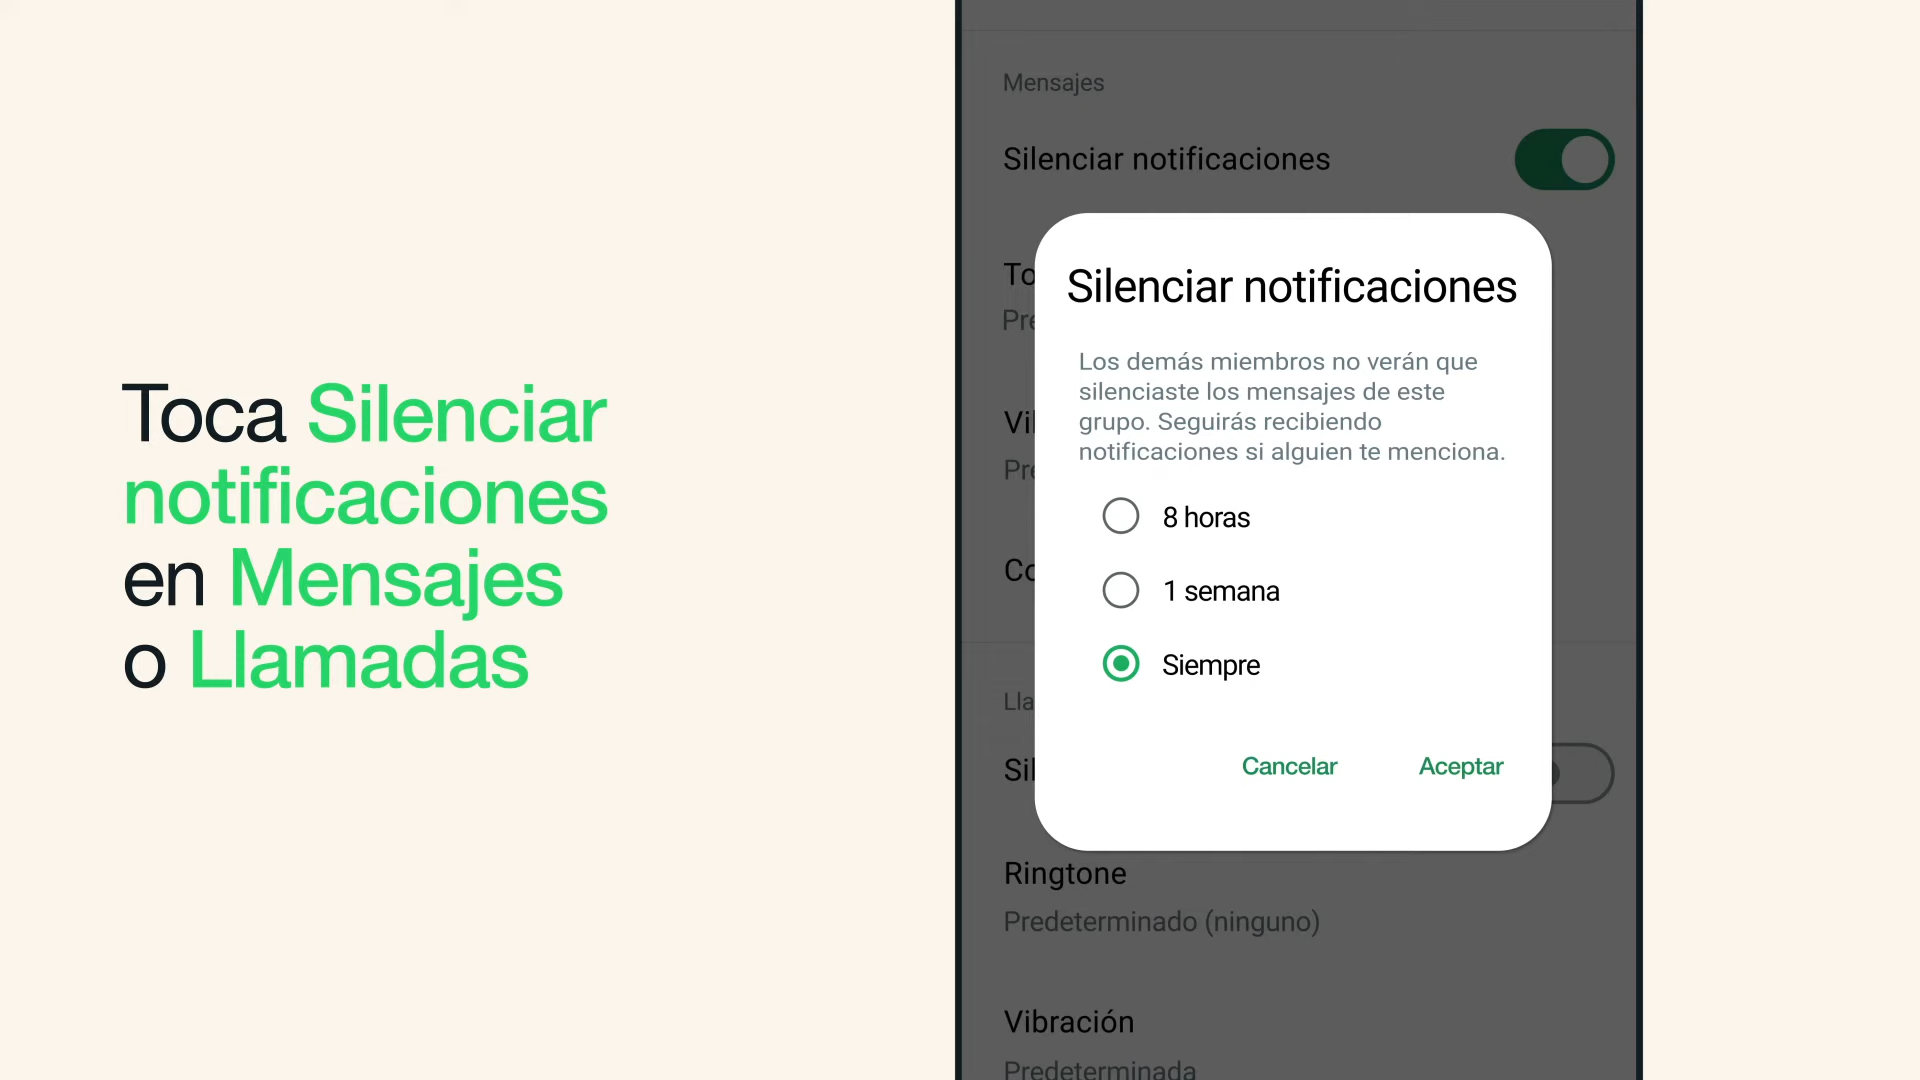 Toca Silenciar
notificaciones
en Mensajes
o Llamadas
Mensajes
Silenciar notificaciones
Silenciar notificaciones
Los demás miembros no verán que
silenciaste los mensajes de este
grupo. Seguirás recibiendo
notificaciones si alguien te menciona.
8 horas
1 semana
Siempre
Cancelar Aceptar
Ringtone
Predeterminado (ninguno)
Vibración
Predeterminada